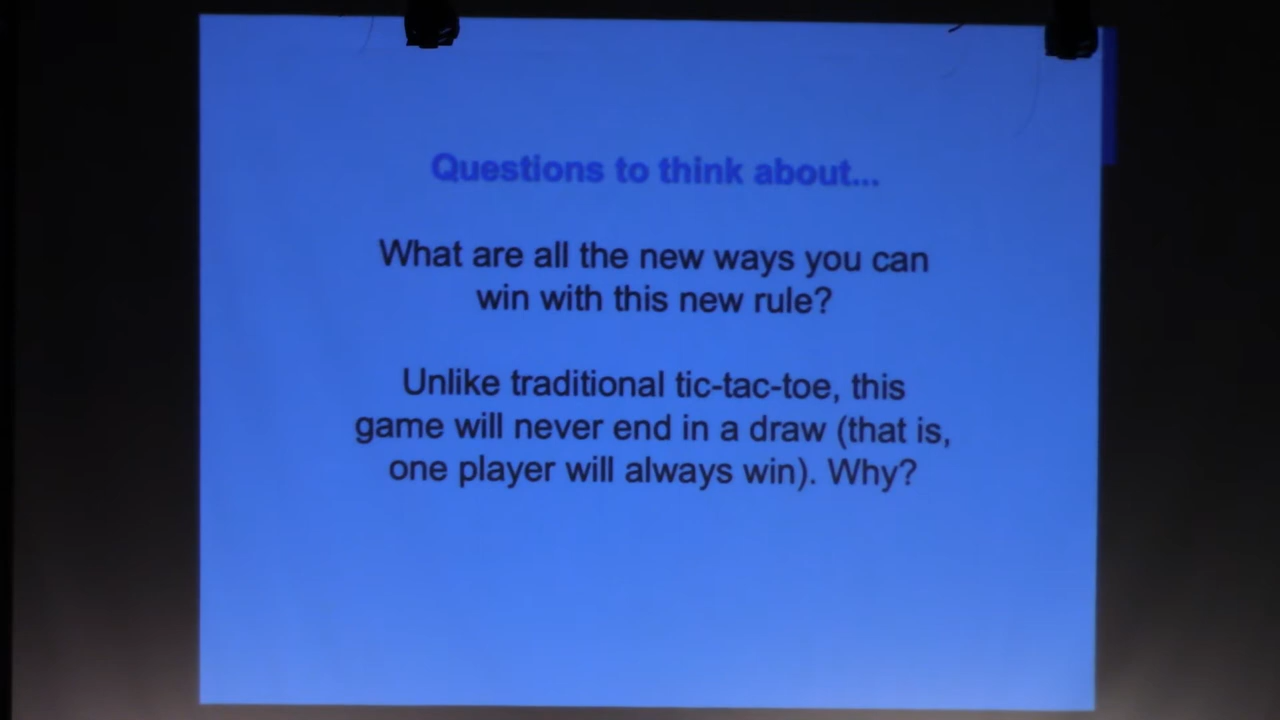 Questions to think about...
What are all the new ways you can
win with this new rule?
Unlike traditional tic-tac-toe, this
game will never end in a draw (that is,
one player will always win). Why?